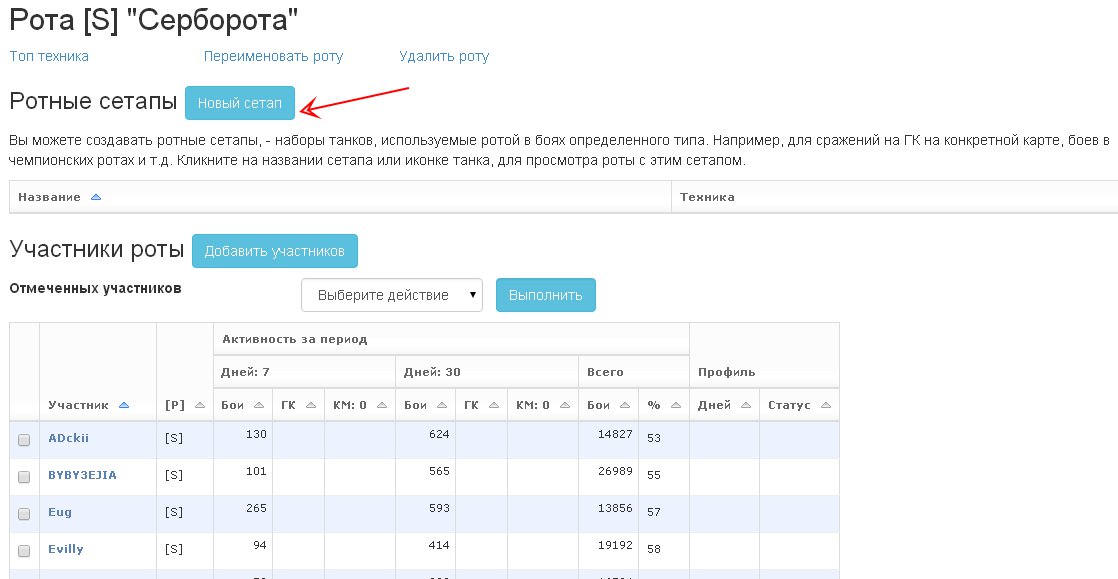 Рота [S] "Серборота"
Топ техника Переименовать роту Удалить роту
Ротные сетапы Новый сетап
Вы можете создавать ротные сетапы, - наборы танков, используемые ротой в боях определенного типа. Например, для сражений на ГК на конкретной карте, боев в
чемпионских ротах и т.д. Кликните на названии сетапа или иконке танка, для просмотра роты с этим сетапом.
Название Техника
Участники роты Добавить участников
Отмеченных участников Выберите действие Выполнить
Активность за период
Дней: 7 Дней: 30 Всего Профиль
Участник [Р] Бои ГК КМ: 0 Бои ГК КМ: 0 Бои % Дней Статус
ADckii [S] 130 624 14827 53
BYBY3EJIA [S] 101 565 26989 55
Eug [S] 265 593 13856 57
Evilly [S] 94 414 19192 58